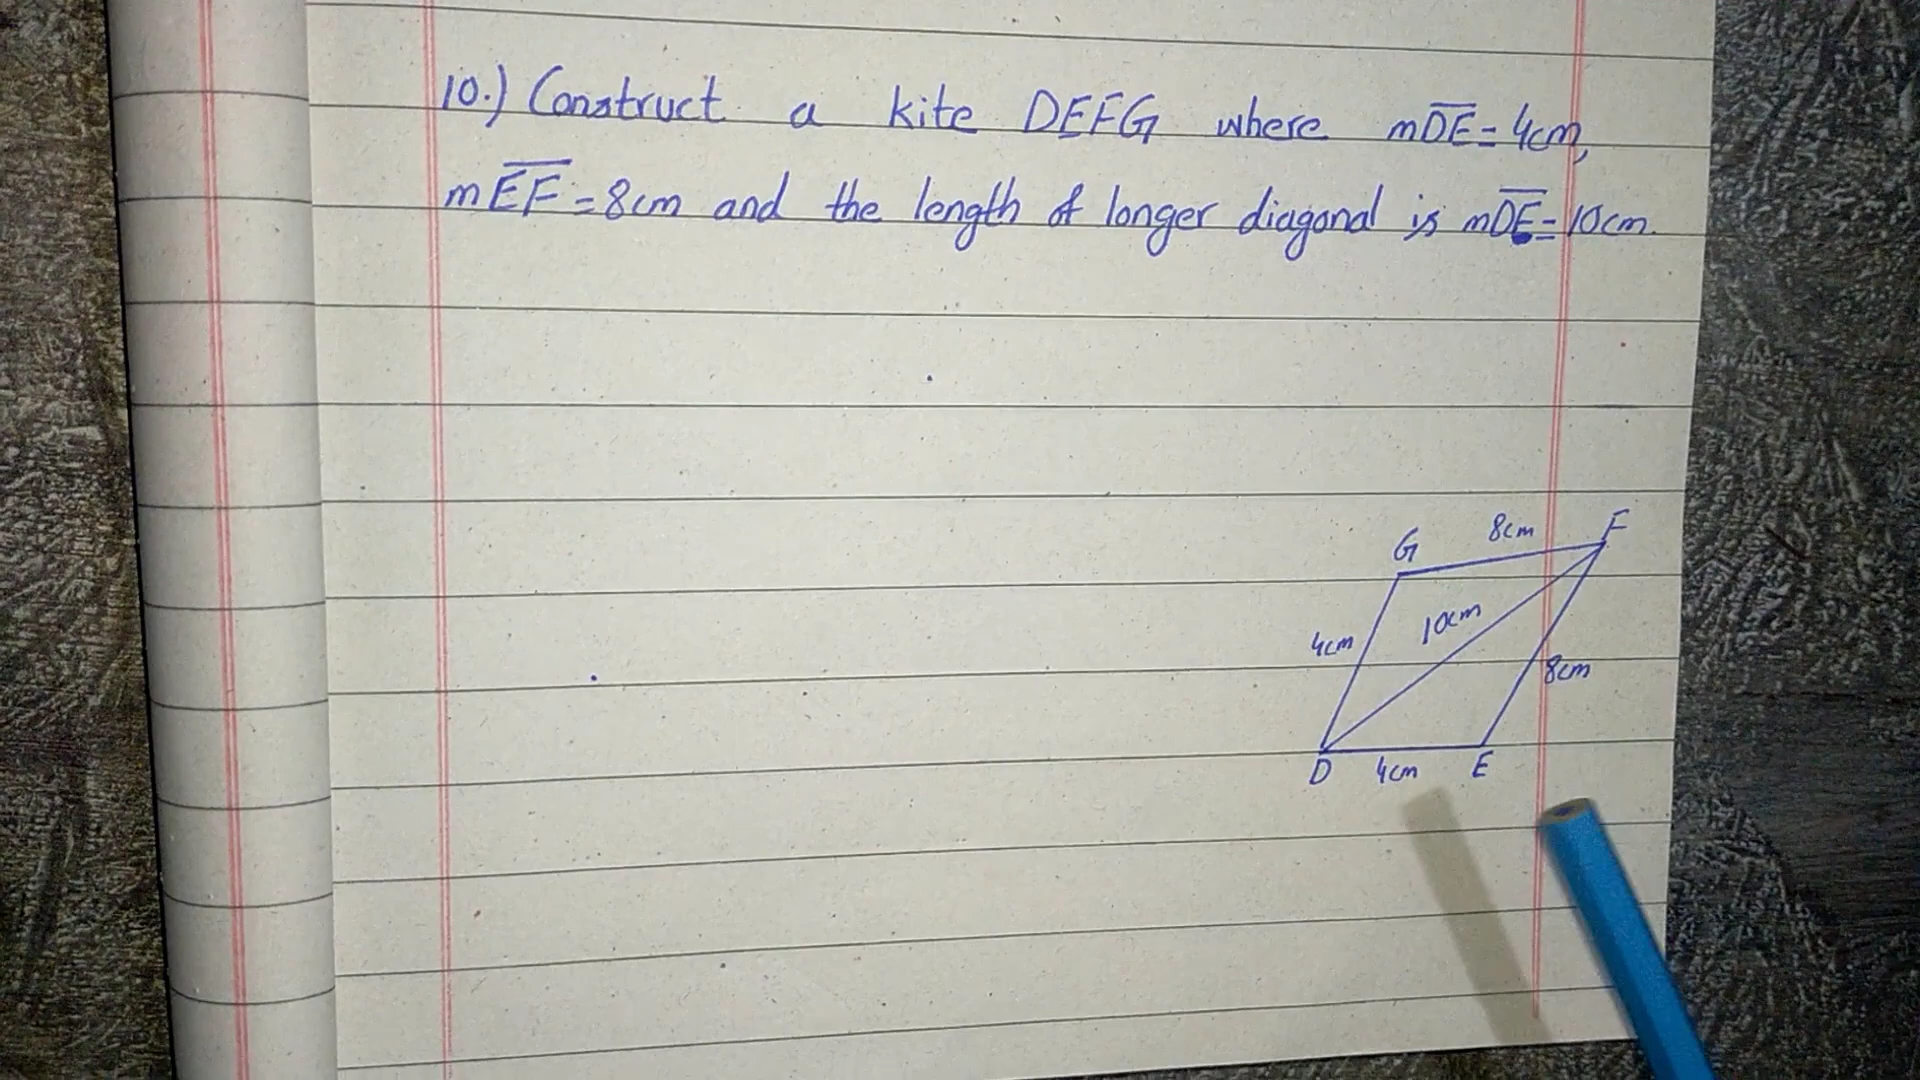 10.) Construct a kite DEFG where mDE = 4cm,
mEF = 8cm and the length of longer diagonal is mDE = 10cm.
8cm F
G
10cm
4cm
8cm
D 4cm E